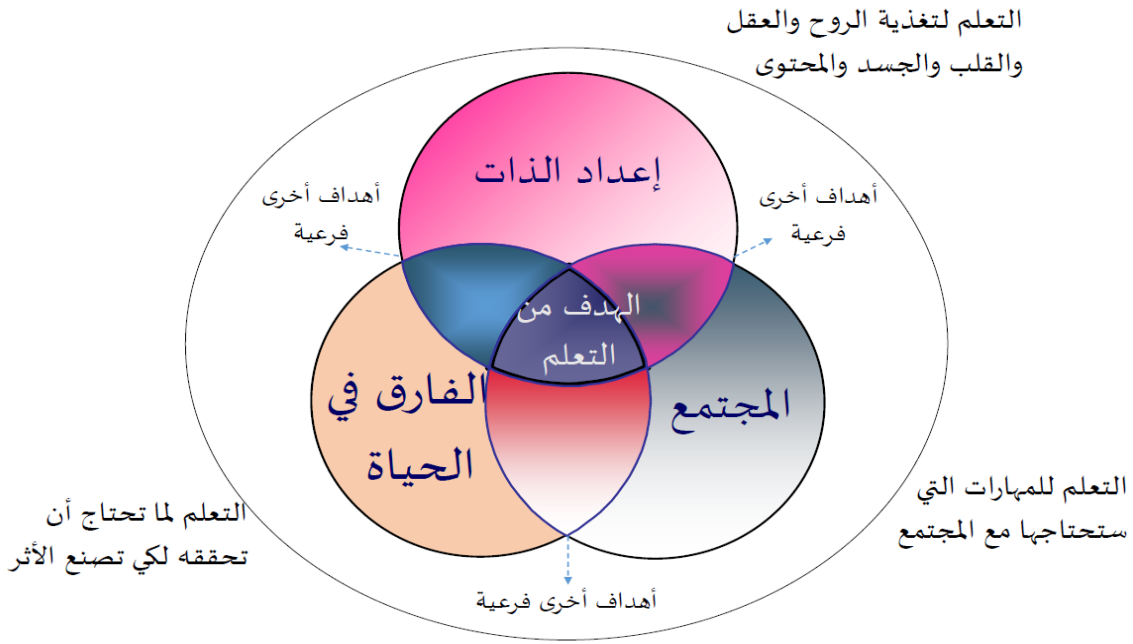 التعلم لتغذية الروح والعقل
والقلب والجسد والمحتوى
إعداد الذات
أهداف أخرى
فرعية
أهداف أخرى
فرعية
الهدف من
التعلم
المجتمع
الفارق في
الحياة
التعلم للمهارات التي
ستحتاجها مع المجتمع
التعلم لما تحتاج أن
تحققه لكي تصنع الأثر
أهداف أخرى فرعية